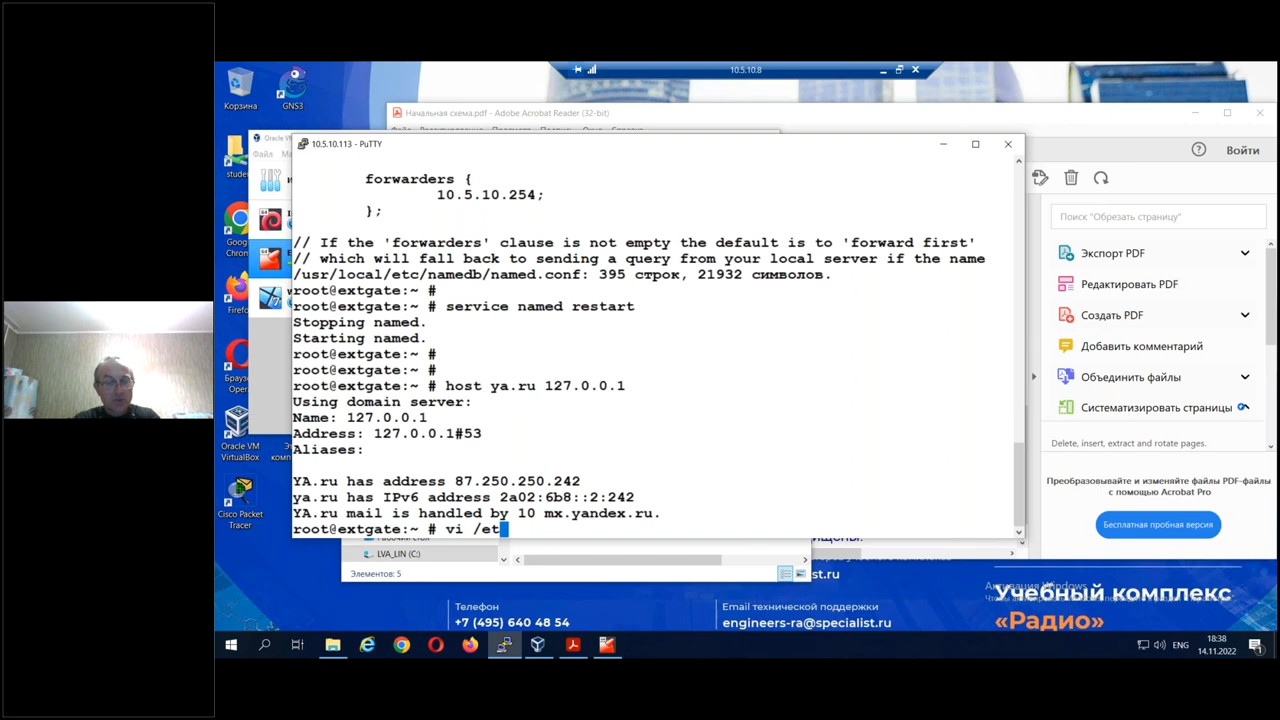 10.5.10.8
Корзина
GNS3
Начальная схема.pdf - Adobe Acrobat Reader (32-bit)
Oracle VM
Файл
10.5.10.113 - PuTTY
Войти
forwarders {
10.5.10.254;
};
// If the 'forwarders' clause is not empty the default is to 'forward first'
// which will fall back to sending a query from your local server if the name
/usr/local/etc/namedb/named.conf: 395 строк, 21932 символов.
root@extgate:~ #
root@extgate:~ # service named restart
Stopping named.
Starting named.
root@extgate:~ #
root@extgate:~ #
root@extgate:~ # host ya.ru 127.0.0.1
Using domain server:
Name: 127.0.0.1
Address: 127.0.0.1#53
Aliases:
YA.ru has address 87.250.250.242
ya.ru has IPv6 address 2a02:6b8::2:242
YA.ru mail is handled by 10 mx.yandex.ru.
root@extgate:~ # vi /et
Поиск "Обрезать страницу"
Экспорт PDF
Редактировать PDF
Создать PDF
Добавить комментарий
Объединить файлы
Систематизировать страницы
Delete, insert, extract and rotate pages.
Преобразовывайте и изменяйте файлы PDF-файлы
с помощью Acrobat Pro
Бесплатная пробная версия
Oracle VM
VirtualBox
Cisco Packet
Tracer
LVA_LIN (C:)
Элементов: 5
st.ru
Телефон
+7 (495) 640 48 54
Email технической поддержки
engineers-ra@specialist.ru
Активация Windows
Учебный комплекс
«Радио»
ENG
18:38
14.11.2022